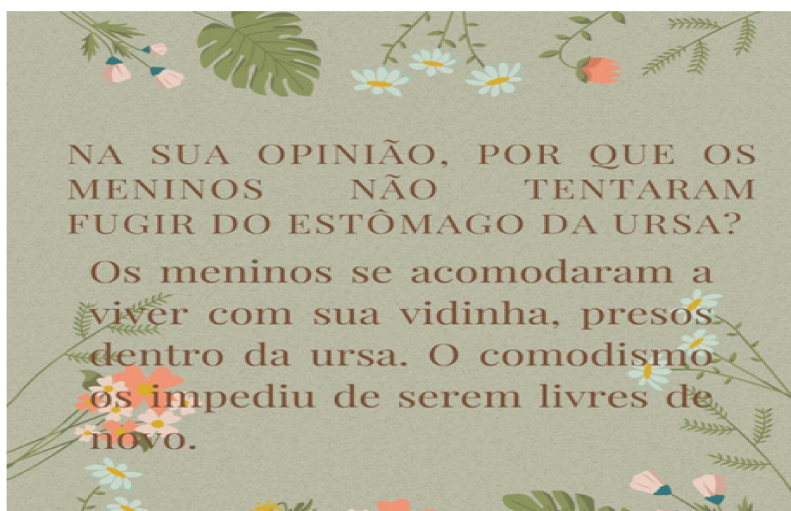 NA SUA OPINIÃO, POR QUE OS
MENINOS NÃO TENTARAM
FUGIR DO ESTÔMAGO DA URSA?
Os meninos se acomodaram a
viver com sua vidinha, presos
dentro da ursa. O comodismo
os impediu de serem livres de
novo.